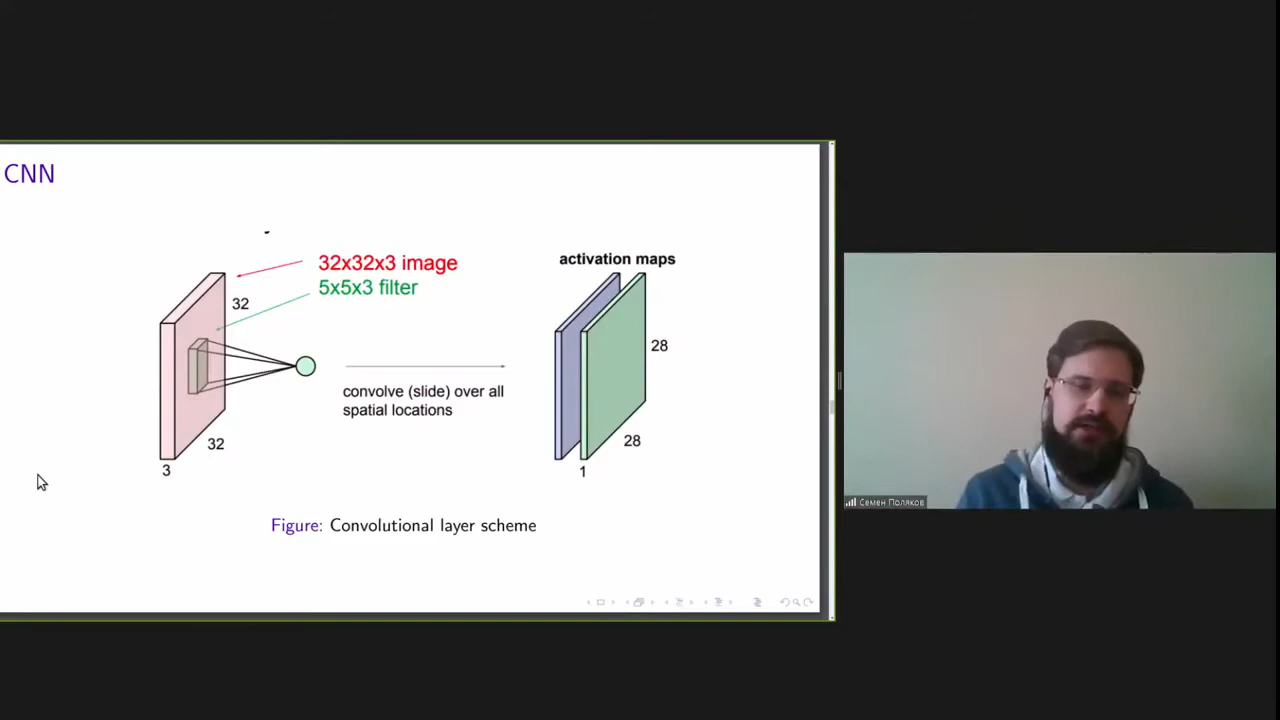 CNN
32x32x3 image
5x5x3 filter
32
32
3
convolve (slide) over all
spatial locations
activation maps
28
28
1
Figure: Convolutional layer scheme
Семен Поляков